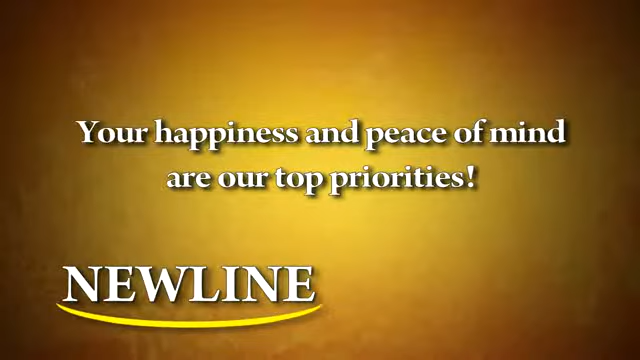 Your happiness and peace of mind
are our top priorities!
NEWLINE